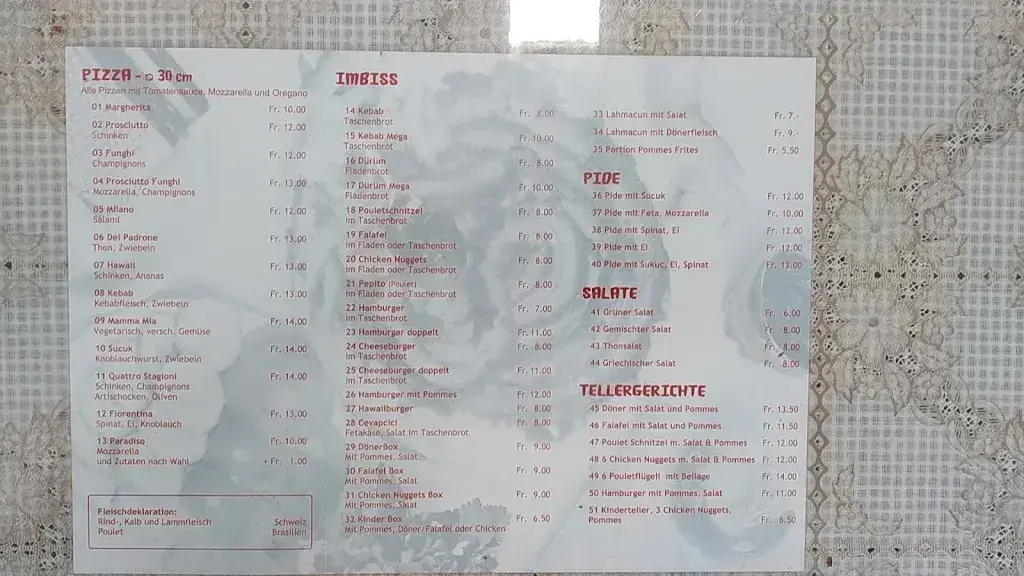 PIZZA - ø 30 cm
Alle Pizzen mit Tomatensauce, Mozzarella und Oregano
01 Margherita Fr. 10.00
02 Prosciutto Fr. 12.00
Schinken
03 Funghi Fr. 12.00
Champignons
04 Prosciutto Funghi Fr. 13.00
Mozzarella, Champignons
05 Milano Fr. 12.00
Salami
06 Del Padrone Fr. 13.00
Thon, Zwiebeln
07 Hawaii Fr. 13.00
Schinken, Ananas
08 Kebab Fr. 13.00
Kebabfleisch, Zwiebeln
09 Mamma Mia Fr. 14.00
Vegetarisch, versch. Gemüse
10 Sucuk Fr. 14.00
Knoblauchwurst, Zwiebeln
11 Quattro Stagioni Fr. 14.00
Schinken, Champignons
Artischocken, Oliven
12 Fiorentina Fr. 13.00
Spinat, Ei, Knoblauch
13 Paradiso Fr. 10.00
Mozzarella
und Zutaten nach Wahl + Fr. 1.00
Fleischdeklaration:
Rind-, Kalb und Lammfleisch Schweiz
Poulet Brasilien
IMBISS
14 Kebab Fr. 8.00
Taschenbrot
15 Kebab Mega Fr. 10.00
Taschenbrot
16 Dürüm Fr. 8.00
Fladenbrot
17 Dürüm Mega Fr. 10.00
Fladenbrot
18 Pouletschnitzel Fr. 8.00
im Taschenbrot
19 Falafel Fr. 8.00
im Fladen oder Taschenbrot
20 Chicken Nuggets Fr. 8.00
im Fladen oder Taschenbrot
21 Pepito (Poulet) Fr. 8.00
im Fladen oder Taschenbrot
22 Hamburger Fr. 7.00
im Taschenbrot
23 Hamburger doppelt Fr. 11.00
24 Cheeseburger Fr. 8.00
im Taschenbrot
25 Cheeseburger doppelt Fr. 11.00
im Taschenbrot
26 Hamburger mit Pommes Fr. 12.00
27 Hawaiiburger Fr. 8.00
28 Cevapcici Fr. 8.00
Fetakäse, Salat im Taschenbrot
29 DönerBox Fr. 9.00
Mit Pommes, Salat
30 Falafel Box Fr. 9.00
Mit Pommes, Salat
31 Chicken Nuggets Box Fr. 9.00
Mit Pommes, Salat
32 Kinder Box Fr. 6.50
Mit Pommes, Döner/Falafel oder Chicken
33 Lahmacun mit Salat Fr. 7.-
34 Lahmacun mit Dönerfleisch Fr. 9.-
35 Portion Pommes Frites Fr. 5.50
PIDE
36 Pide mit Sucuk Fr. 12.00
37 Pide mit Feta, Mozzarella Fr. 10.00
38 Pide mit Spinat, Ei Fr. 12.00
39 Pide mit Ei Fr. 12.00
40 Pide mit Sukuc, Ei, Spinat Fr. 13.00
SALATE
41 Grüner Salat Fr. 6.00
42 Gemischter Salat Fr. 8.00
43 Thonsalat Fr. 8.00
44 Griechischer Salat Fr. 8.00
TELLERGERICHTE
45 Döner mit Salat und Pommes Fr. 13.50
46 Falafel mit Salat und Pommes Fr. 11.50
47 Poulet Schnitzel m. Salat & Pommes Fr. 12.00
48 6 Chicken Nuggets m. Salat & Pommes Fr. 12.00
49 6 Pouletflügeli mit Beilage Fr. 14.00
50 Hamburger mit Pommes, Salat Fr. 11.00
51 Kinderteller, 3 Chicken Nuggets,
Pommes Fr. 6.50